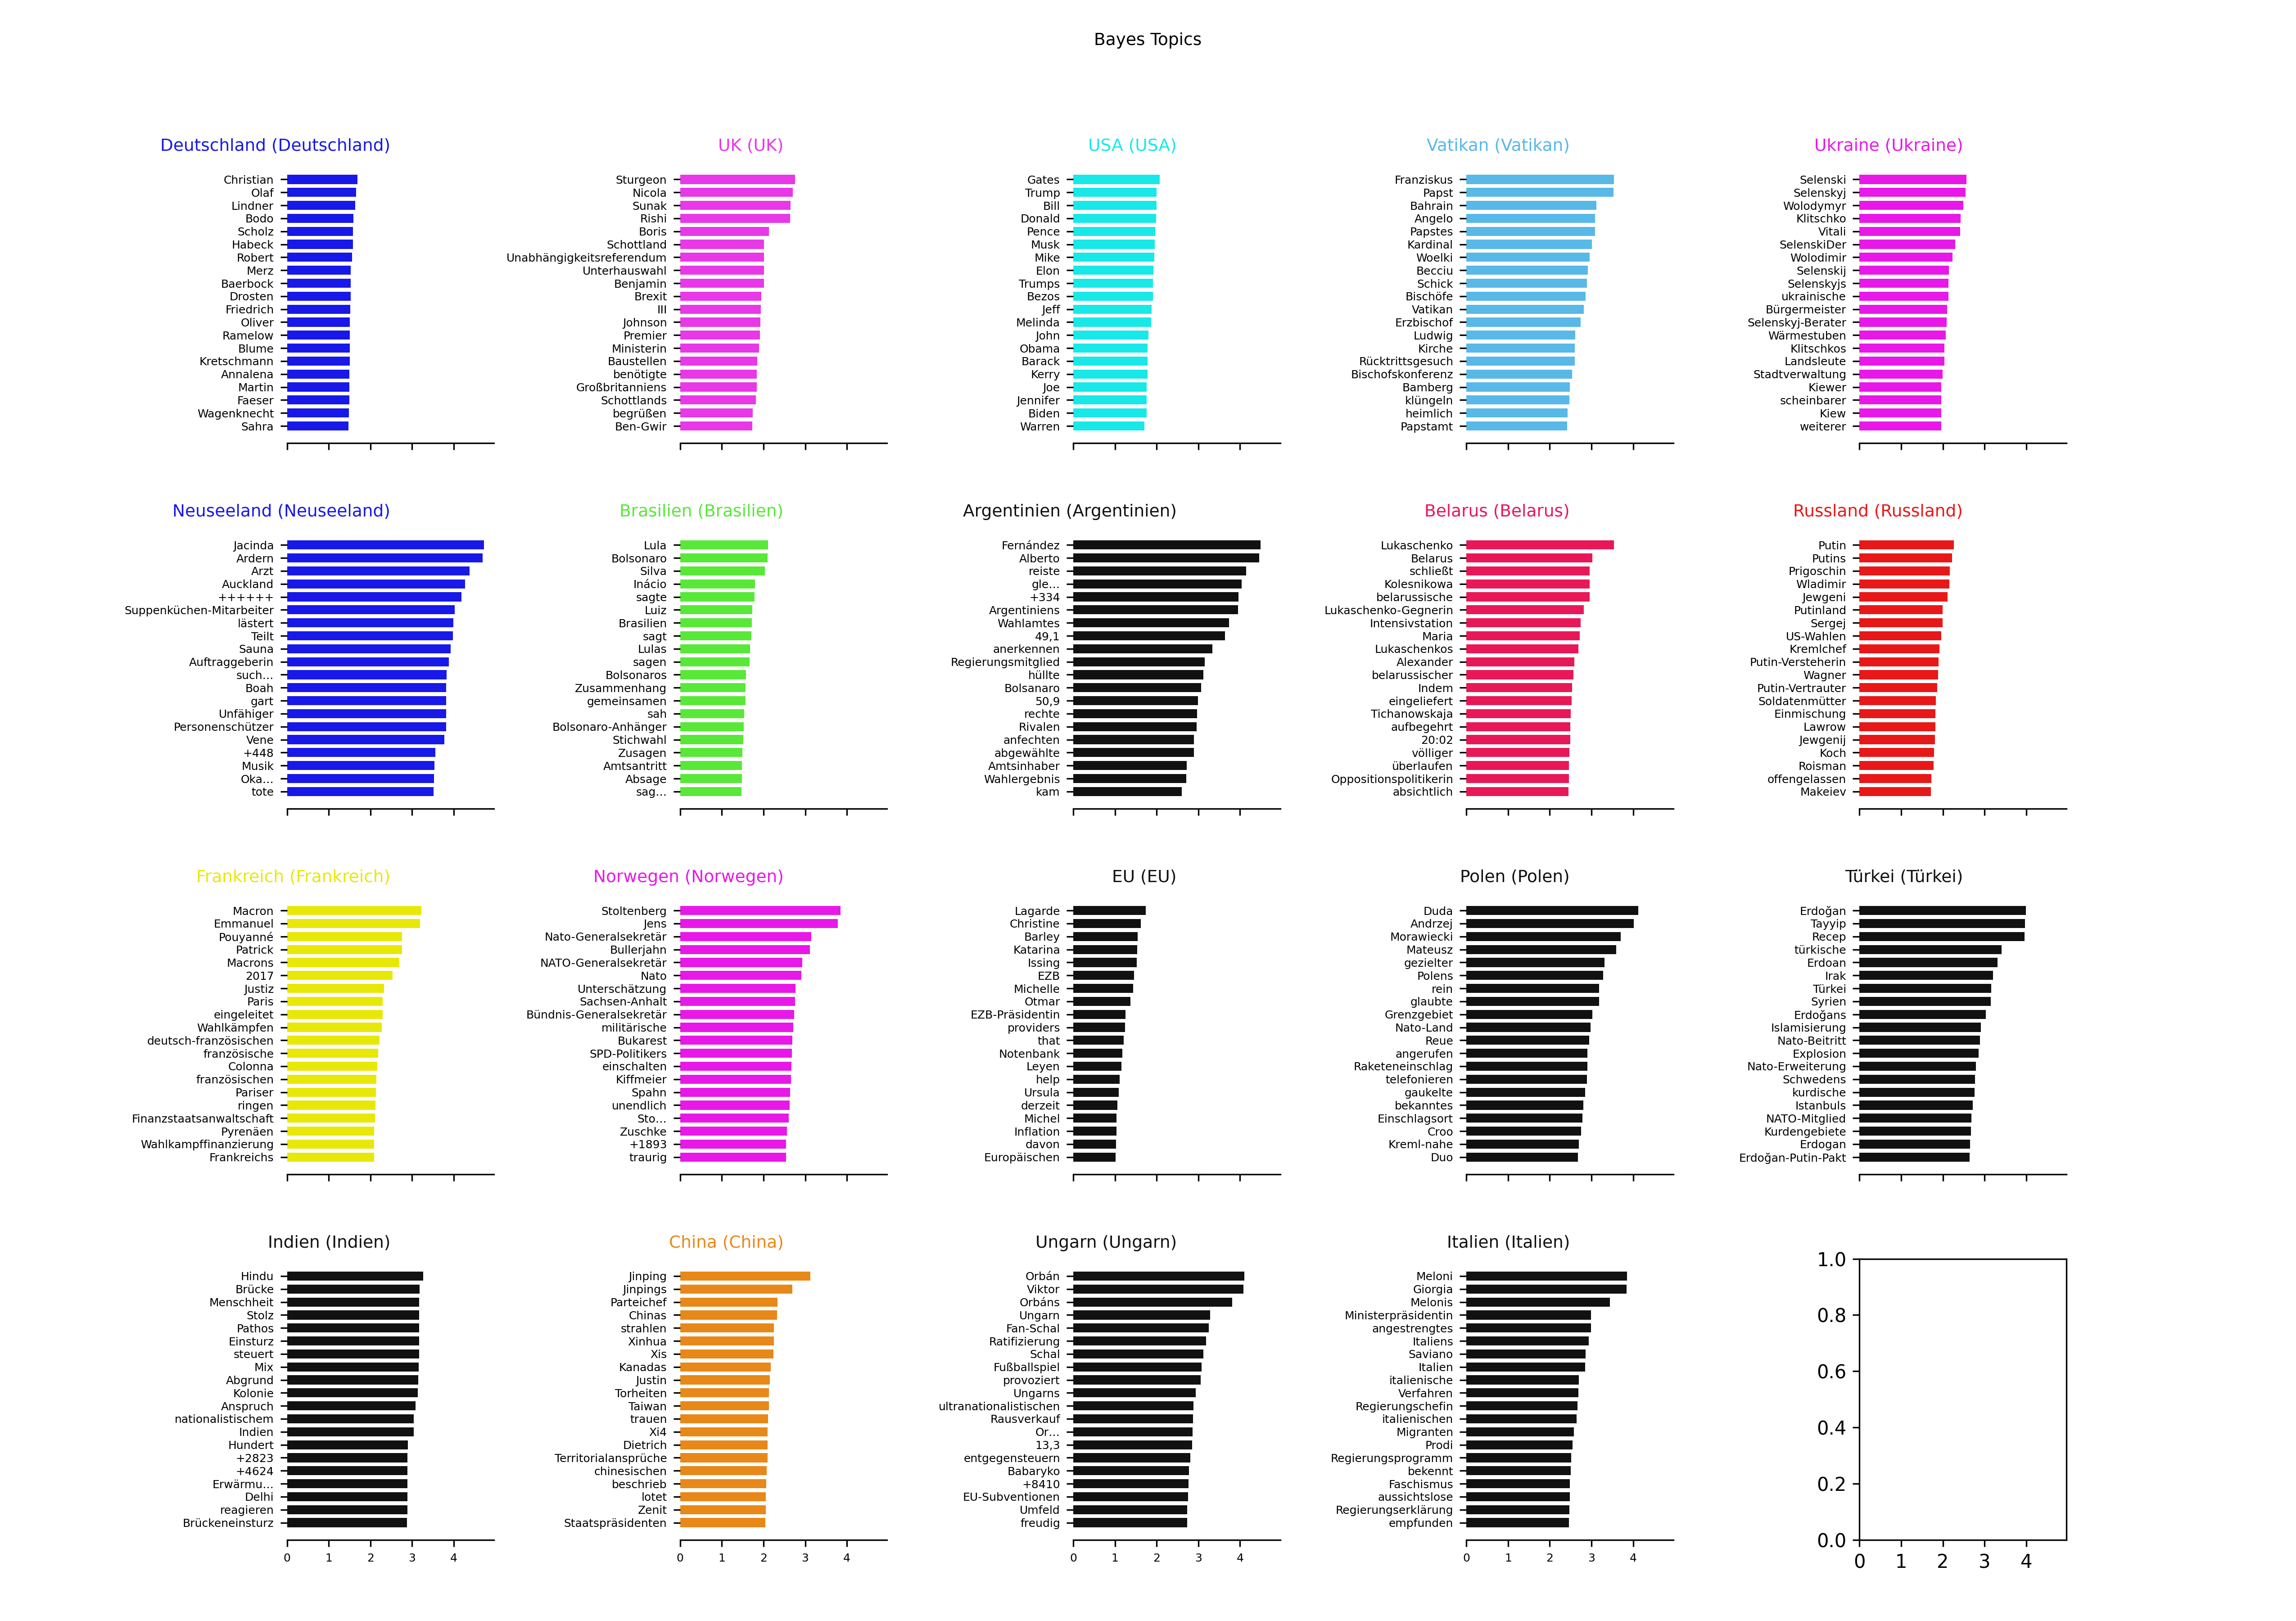 Bayes Topics
Deutschland (Deutschland)
Christian
Olaf
Lindner
Bodo
Scholz
Habeck
Robert
Merz
Baerbock
Drosten
Friedrich
Oliver
Ramelow
Blume
Kretschmann
Annalena
Martin
Faeser
Wagenknecht
Sahra
UK (UK)
Sturgeon
Nicola
Sunak
Rishi
Boris
Schottland
Unabhängigkeitsreferendum
Unterhauswahl
Benjamin
Brexit
III
Johnson
Premier
Ministerin
Baustellen
benötigte
Großbritanniens
Schottlands
begrüßen
Ben-Gwir
USA (USA)
Gates
Trump
Bill
Donald
Pence
Musk
Mike
Elon
Trumps
Bezos
Jeff
Melinda
John
Obama
Barack
Kerry
Joe
Jennifer
Biden
Warren
Vatikan (Vatikan)
Franziskus
Papst
Bahrain
Angelo
Papstes
Kardinal
Woelki
Becciu
Schick
Bischöfe
Vatikan
Erzbischof
Ludwig
Kirche
Rücktrittsgesuch
Bischofskonferenz
Bamberg
klüngeln
heimlich
Papstamt
Ukraine (Ukraine)
Selenski
Selenskyj
Wolodymyr
Klitschko
Vitali
SelenskiDer
Wolodimir
Selenskij
Selenskyjs
ukrainische
Bürgermeister
Selenskyj-Berater
Wärmestuben
Klitschkos
Landsleute
Stadtverwaltung
Kiewer
scheinbarer
Kiew
weiterer
Neuseeland (Neuseeland)
Jacinda
Ardern
Arzt
Auckland
++++++
Suppenküchen-Mitarbeiter
lästert
Teilt
Sauna
Auftraggeberin
such…
Boah
gart
Unfähiger
Personenschützer
Vene
+448
Musik
Oka…
tote
Brasilien (Brasilien)
Lula
Bolsonaro
Silva
Inácio
sagte
Luiz
Brasilien
sagt
Lulas
sagen
Bolsonaros
Zusammenhang
gemeinsamen
sah
Bolsonaro-Anhänger
Stichwahl
Zusagen
Amtsantritt
Absage
sag…
Argentinien (Argentinien)
Fernández
Alberto
reiste
gle…
+334
Argentiniens
Wahlamtes
49,1
anerkennen
Regierungsmitglied
hüllte
Bolsanaro
50,9
rechte
Rivalen
anfechten
abgewählte
Amtsinhaber
Wahlergebnis
kam
Belarus (Belarus)
Lukaschenko
Belarus
schließt
Kolesnikowa
belarussische
Lukaschenko-Gegnerin
Intensivstation
Maria
Lukaschenkos
Alexander
belarussischer
Indem
eingeliefert
Tichanowskaja
aufbegehrt
20:02
völliger
überlaufen
Oppositionspolitikerin
absichtlich
Russland (Russland)
Putin
Putins
Prigoschin
Wladimir
Jewgeni
Putinland
Sergej
US-Wahlen
Kremlchef
Putin-Versteherin
Wagner
Putin-Vertrauter
Soldatenmütter
Einmischung
Lawrow
Jewgenij
Koch
Roisman
offengelassen
Makeiev
Frankreich (Frankreich)
Macron
Emmanuel
Pouyanné
Patrick
Macrons
2017
Justiz
Paris
eingeleitet
Wahlkämpfen
deutsch-französischen
französische
Colonna
französischen
Pariser
ringen
Finanzstaatsanwaltschaft
Pyrenäen
Wahlkampffinanzierung
Frankreichs
Norwegen (Norwegen)
Stoltenberg
Jens
Nato-Generalsekretär
Bullerjahn
NATO-Generalsekretär
Nato
Unterschätzung
Sachsen-Anhalt
Bündnis-Generalsekretär
militärische
Bukarest
SPD-Politikers
einschalten
Kiffmeier
Spahn
unendlich
Sto…
Zuschke
+1893
traurig
EU (EU)
Lagarde
Christine
Barley
Katarina
Issing
EZB
Michelle
Otmar
EZB-Präsidentin
providers
that
Notenbank
Leyen
help
Ursula
derzeit
Michel
Inflation
davon
Europäischen
Polen (Polen)
Duda
Andrzej
Morawiecki
Mateusz
gezielter
Polens
rein
glaubte
Grenzgebiet
Nato-Land
Reue
angerufen
Raketeneinschlag
telefonieren
gaukelte
bekanntes
Einschlagsort
Croo
Kreml-nahe
Duo
Türkei (Türkei)
Erdoğan
Tayyip
Recep
türkische
Erdoan
Irak
Türkei
Syrien
Erdoğans
Islamisierung
Nato-Beitritt
Explosion
Nato-Erweiterung
Schwedens
kurdische
Istanbuls
NATO-Mitglied
Kurdengebiete
Erdogan
Erdoğan-Putin-Pakt
Indien (Indien)
Hindu
Brücke
Menschheit
Stolz
Pathos
Einsturz
steuert
Mix
Abgrund
Kolonie
Anspruch
nationalistischem
Indien
Hundert
+2823
+4624
Erwärmu…
Delhi
reagieren
Brückeneinsturz
0 1 2 3 4
China (China)
Jinping
Jinpings
Parteichef
Chinas
strahlen
Xinhua
Xis
Kanadas
Justin
Torheiten
Taiwan
trauen
Xi4
Dietrich
Territorialansprüche
chinesischen
beschrieb
lotet
Zenit
Staatspräsidenten
0 1 2 3 4
Ungarn (Ungarn)
Orbán
Viktor
Orbáns
Ungarn
Fan-Schal
Ratifizierung
Schal
Fußballspiel
provoziert
Ungarns
ultranationalistischen
Rausverkauf
Or…
13,3
entgegensteuern
Babaryko
+8410
EU-Subventionen
Umfeld
freudig
0 1 2 3 4
Italien (Italien)
Meloni
Giorgia
Melonis
Ministerpräsidentin
angestrengtes
Italiens
Saviano
Italien
italienische
Verfahren
Regierungschefin
italienischen
Migranten
Prodi
Regierungsprogramm
bekennt
Faschismus
aussichtslose
Regierungserklärung
empfunden
0 1 2 3 4
1.0
0.8
0.6
0.4
0.2
0.0
0 1 2 3 4